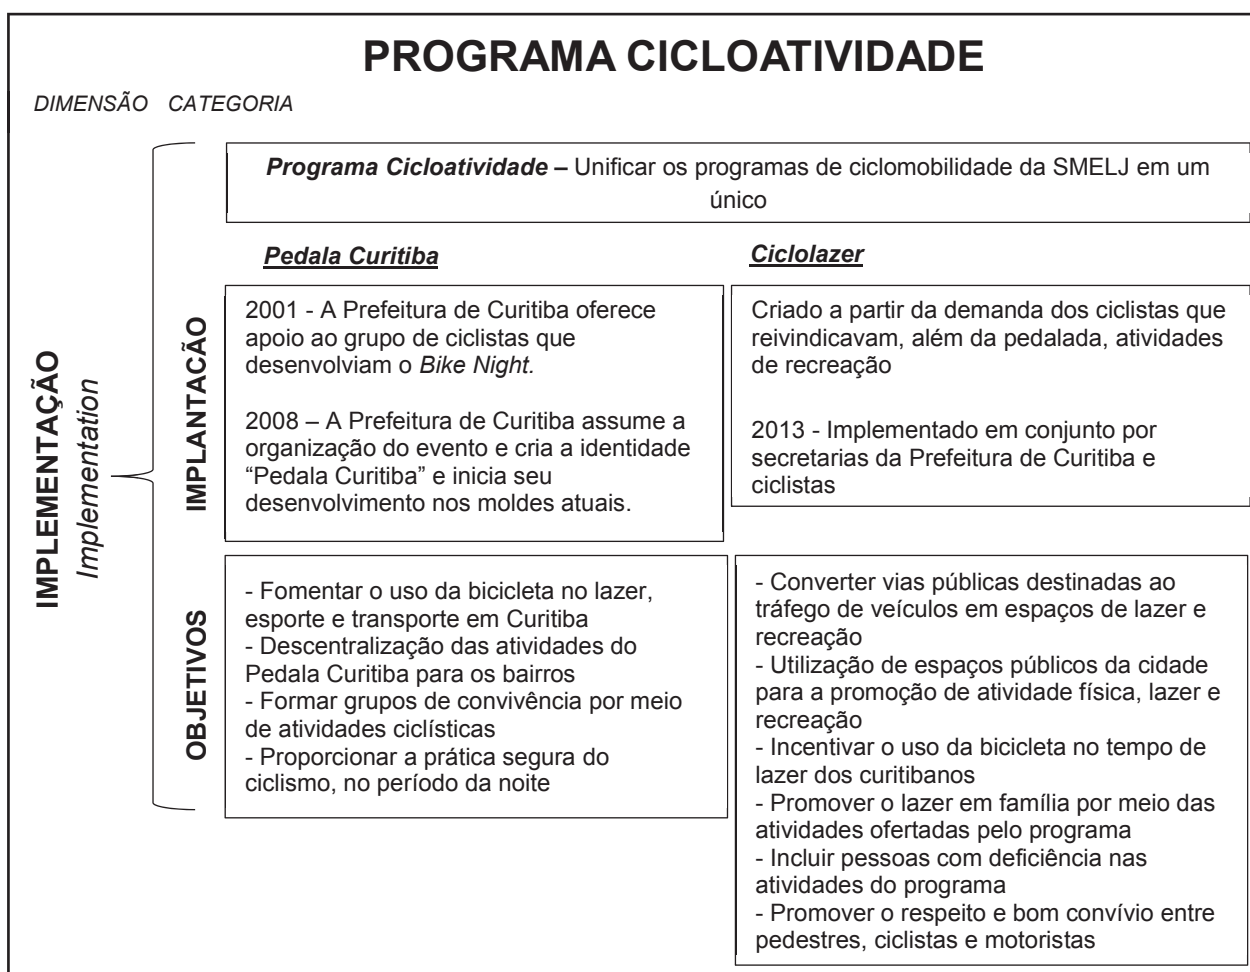 PROGRAMA CICLOATIVIDADE
DIMENSÃO CATEGORIA
IMPLEMENTAÇÃO
Implementation
Programa Cicloatividade – Unificar os programas de ciclomobilidade da SMELJ em um
único
Pedala Curitiba
Ciclolazer
IMPLANTACÃO
2001 - A Prefeitura de Curitiba oferece
apoio ao grupo de ciclistas que
desenvolviam o Bike Night.
2008 – A Prefeitura de Curitiba assume a
organização do evento e cria a identidade
“Pedala Curitiba” e inicia seu
desenvolvimento nos moldes atuais.
Criado a partir da demanda dos ciclistas que
reivindicavam, além da pedalada, atividades
de recreação
2013 - Implementado em conjunto por
secretarias da Prefeitura de Curitiba e
ciclistas
OBJETIVOS
- Fomentar o uso da bicicleta no lazer,
esporte e transporte em Curitiba
- Descentralização das atividades do
Pedala Curitiba para os bairros
- Formar grupos de convivência por meio
de atividades ciclísticas
- Proporcionar a prática segura do
ciclismo, no período da noite
- Converter vias públicas destinadas ao
tráfego de veículos em espaços de lazer e
recreação
- Utilização de espaços públicos da cidade
para a promoção de atividade física, lazer e
recreação
- Incentivar o uso da bicicleta no tempo de
lazer dos curitibanos
- Promover o lazer em família por meio das
atividades ofertadas pelo programa
- Incluir pessoas com deficiência nas
atividades do programa
- Promover o respeito e bom convívio entre
pedestres, ciclistas e motoristas